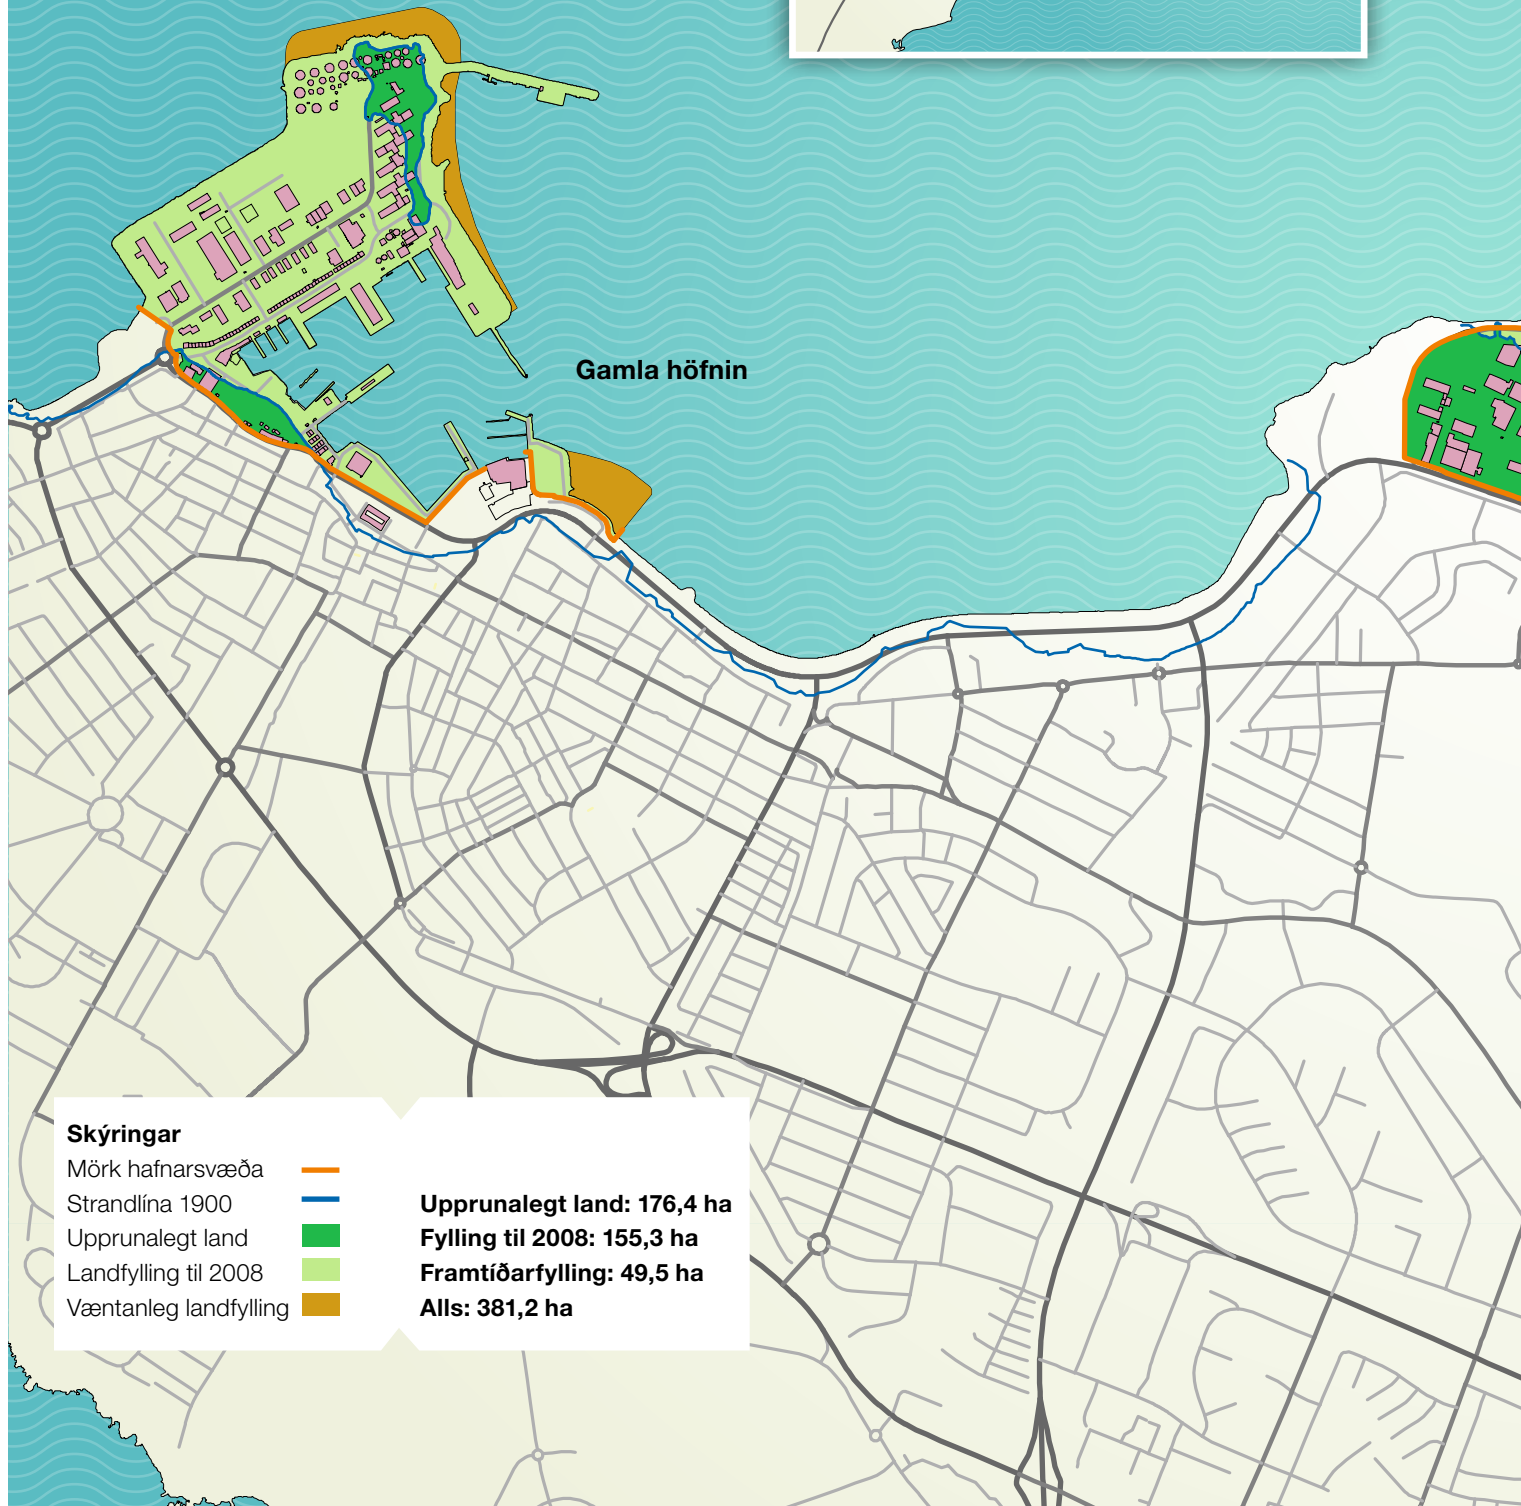 Gamla höfnin
Skýringar
Mörk hafnarsvæða
Strandlína 1900
Upprunalegt land
Landfylling til 2008
Væntanleg landfylling
Upprunalegt land: 176,4 ha
Fylling til 2008: 155,3 ha
Framtíðarfylling: 49,5 ha
Alls: 381,2 ha